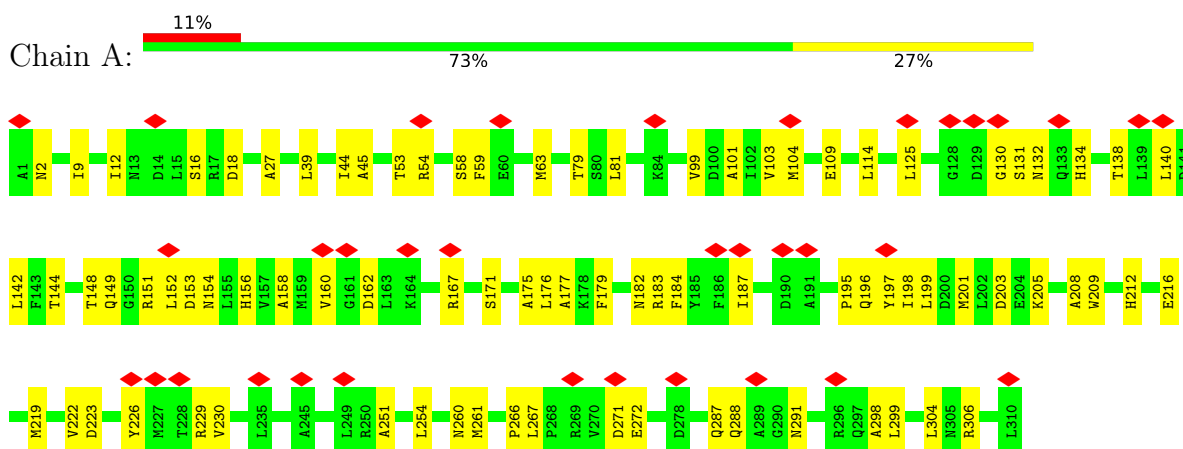 11%
Chain A:
73% 27%
A1 N2 I9 I12 N13 D14 L15 S16 R17 D18 A27 L39 I44 A45 T53 R54 S58 F59 E60 M63 T79 S80 L81 K84 V99 D100 A101 I102 V103 M104 E109 L114 L125 G128 D129 G130 S131 N132 Q133 H134 T138 L139 L140
L142 F143 T144 T148 Q149 G150 R151 L152 D153 N154 L155 H156 V157 A158 M159 V160 G161 D162 L163 K164 R167 S171 A175 L176 A177 K178 F179 N182 R183 F184 Y185 F186 I187 D190 A191 P195 Q196 Y197 I198 L199 D200 M201 L202 D203 E204 K205 A208 W209 H212 E216
M219 V222 D223 Y226 M227 T228 R229 V230 L235 A245 L249 R250 A251 L254 N260 M261 P266 L267 P268 R269 V270 D271 E272 D278 Q287 Q288 A289 G290 N291 R296 Q297 A298 L299 L304 N305 R306 L310